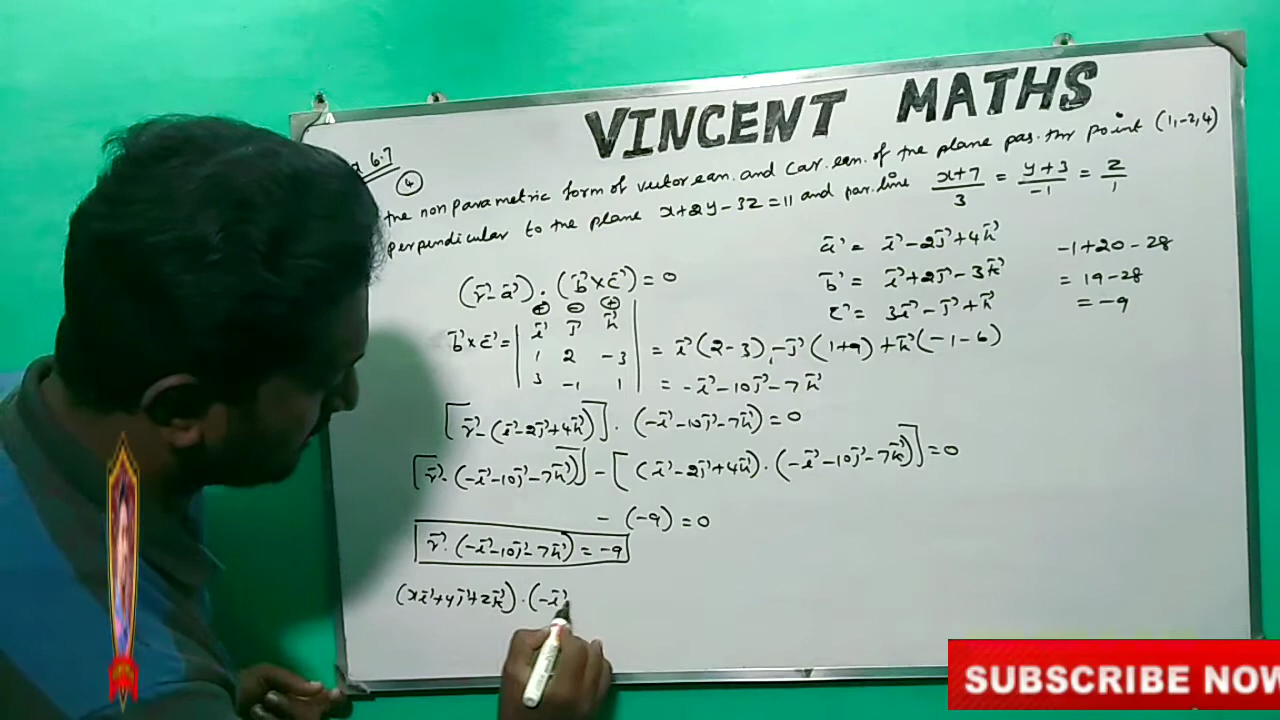 VINCENT MATHS
6.7
④
the nonparametric form of vector eqn. and car. eqn. of the plane pas. thr point (1,-2,4)
perpendicular to the plane x+2y-3z=11 and par. line x+7/3 = y+3/-1 = z/1
(r⃗-a⃗)·(b⃗×c⃗)=0
a⃗ = i⃗-2j⃗+4k⃗
b⃗ = i⃗+2j⃗-3k⃗
c⃗ = 3i⃗-j⃗+k⃗
-1+20-28
= 19-28
= -9
⊕ ⊖ ⊕
b⃗×c⃗ = | i⃗ j⃗ k⃗ |
| 1 2 -3 |
| 3 -1 1 |
= i⃗(2-3)-j⃗(1+9)+k⃗(-1-6)
= -i⃗-10j⃗-7k⃗
[r⃗-(i⃗-2j⃗+4k⃗)]·(-i⃗-10j⃗-7k⃗)=0
[r⃗·(-i⃗-10j⃗-7k⃗)]-[(i⃗-2j⃗+4k⃗)·(-i⃗-10j⃗-7k⃗)]=0
-(-9)=0
r⃗·(-i⃗-10j⃗-7k⃗)=-9
(xi⃗+yj⃗+zk⃗)·(-i⃗
SUBSCRIBE NOW